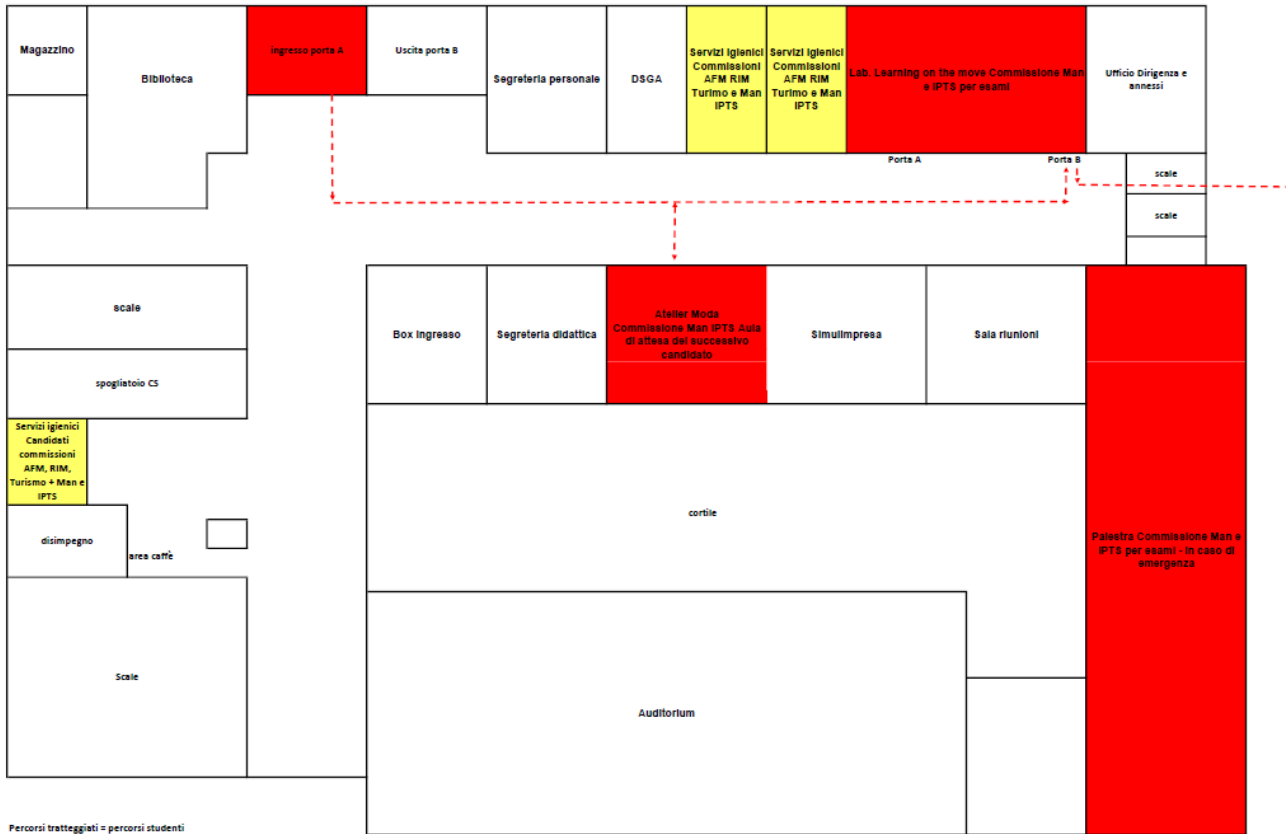 Magazzino
Biblioteca
ingresso porta A
Uscita porta B
Segreteria personale
DSGA
Servizi igienici
Commissioni
AFM RIM
Turimo e Man
IPTS
Servizi igienici
Commissioni
AFM RIM
Turimo e Man
IPTS
Lab. Learning on the move Commissione Man
e IPTS per esami
Ufficio Dirigenza e
annessi
Porta A
Porta B
scale
scale
scale
Box ingresso
Segreteria didattica
Atelier Moda
Commissione Man IPTS Aula
di attesa del successivo
candidato
Simulimpresa
Sala riunioni
spogliatoio CS
Servizi igienici
Candidati
commissioni
AFM, RIM,
Turismo + Man e
IPTS
cortile
disimpegno
area caffè
Palestra Commissione Man e
IPTS per esami - in caso di
emergenza
Scale
Auditorium
Percorsi tratteggiati = percorsi studenti